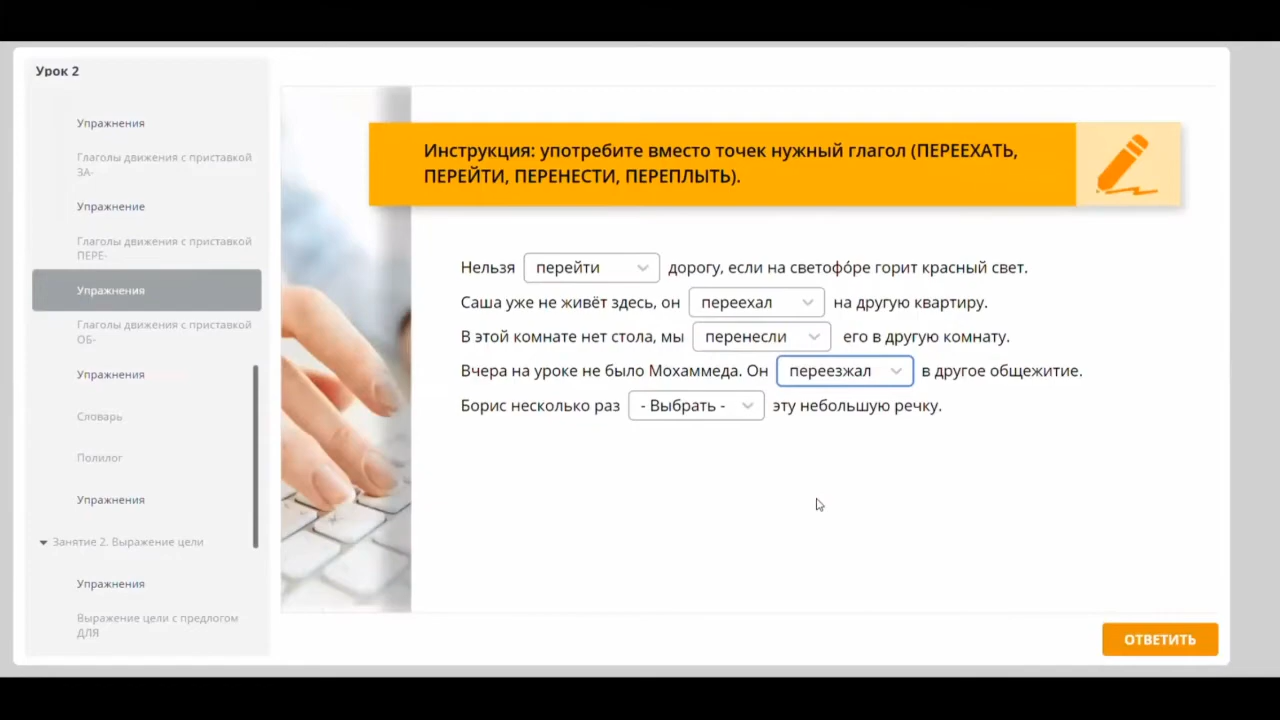 Урок 2
Упражнения
Глаголы движения с приставкой
ЗА-
Упражнение
Глаголы движения с приставкой
ПЕРЕ-
Упражнения
Глаголы движения с приставкой
ОБ-
Упражнения
Словарь
Полилог
Упражнения
Занятие 2. Выражение цели
Упражнения
Выражение цели с предлогом
ДЛЯ
Инструкция: употребите вместо точек нужный глагол (ПЕРЕЕХАТЬ,
ПЕРЕЙТИ, ПЕРЕНЕСТИ, ПЕРЕПЛЫТЬ).
Нельзя перейти дорогу, если на светофо́ре горит красный свет.
Саша уже не живёт здесь, он переехал на другую квартиру.
В этой комнате нет стола, мы перенесли его в другую комнату.
Вчера на уроке не было Мохаммеда. Он переезжал в другое общежитие.
Борис несколько раз - Выбрать - эту небольшую речку.
ОТВЕТИТЬ